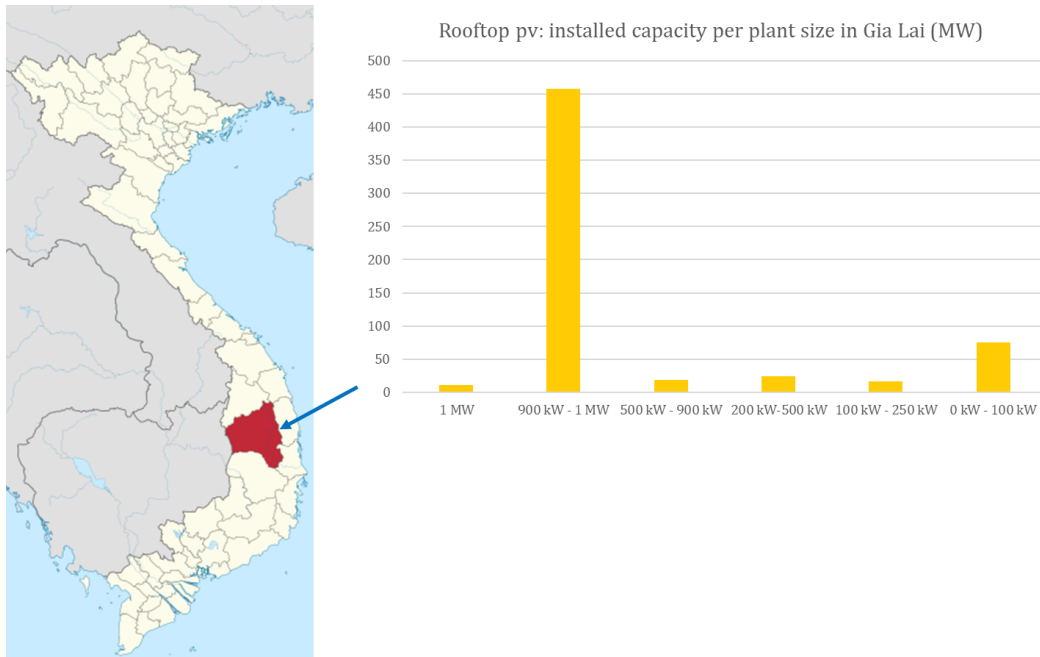 Rooftop pv: installed capacity per plant size in Gia Lai (MW)
500
450
400
350
300
250
200
150
100
50
0
1 MW
900 kW - 1 MW
500 kW - 900 kW
200 kW-500 kW
100 kW - 250 kW
0 kW - 100 kW